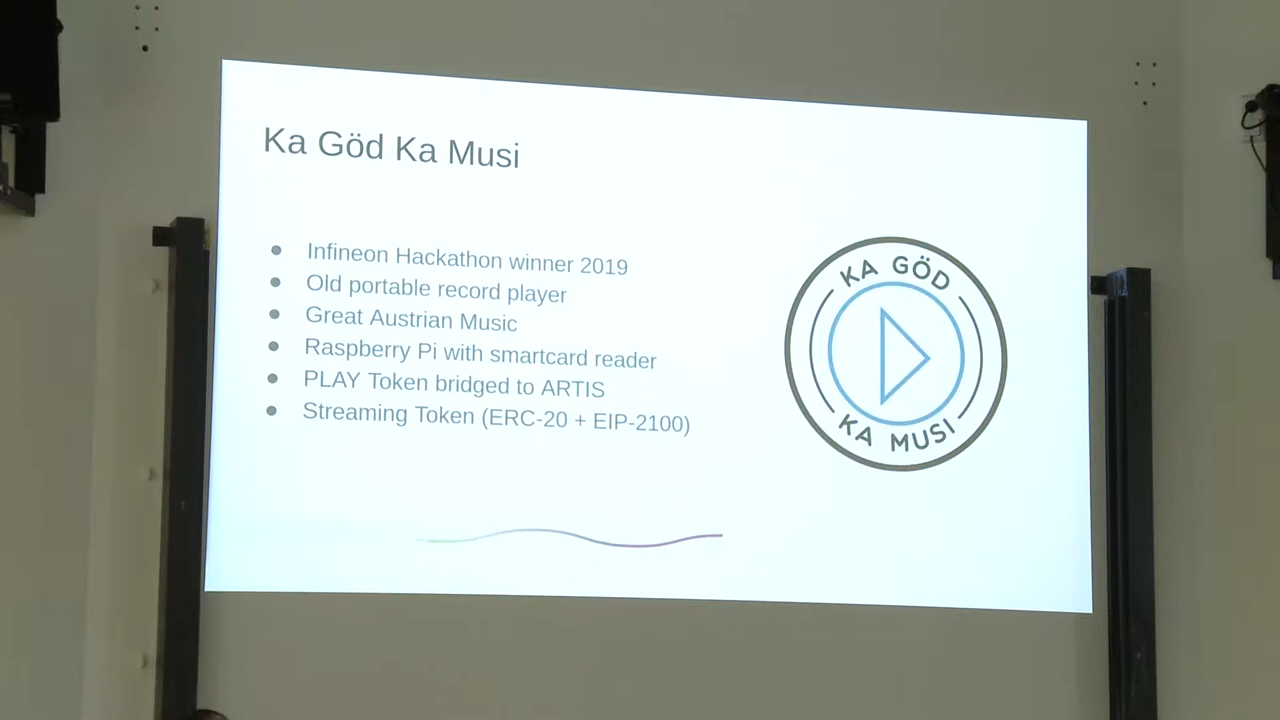 Ka Göd Ka Musi
● Infineon Hackathon winner 2019
● Old portable record player
● Great Austrian Music
● Raspberry Pi with smartcard reader
● PLAY Token bridged to ARTIS
● Streaming Token (ERC-20 + EIP-2100)
KA GÖD
KA MUSI